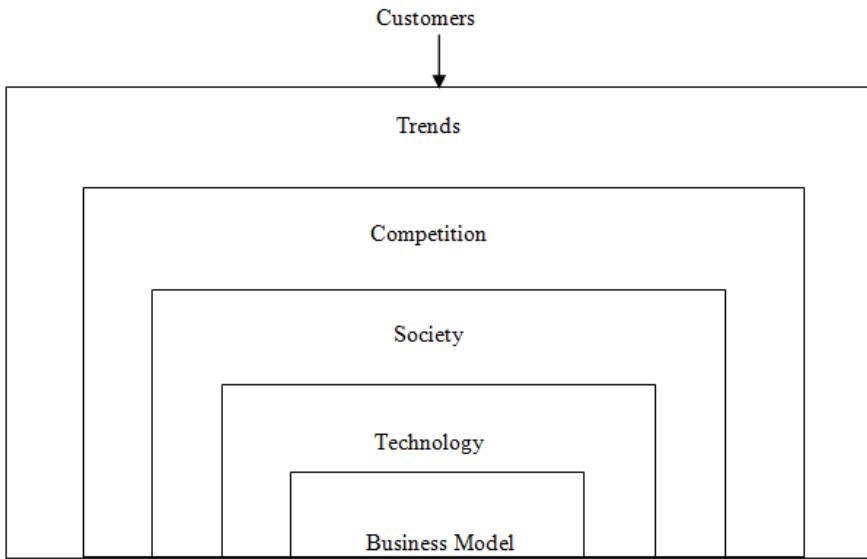 Customers
Trends
Competition
Society
Technology
Business Model